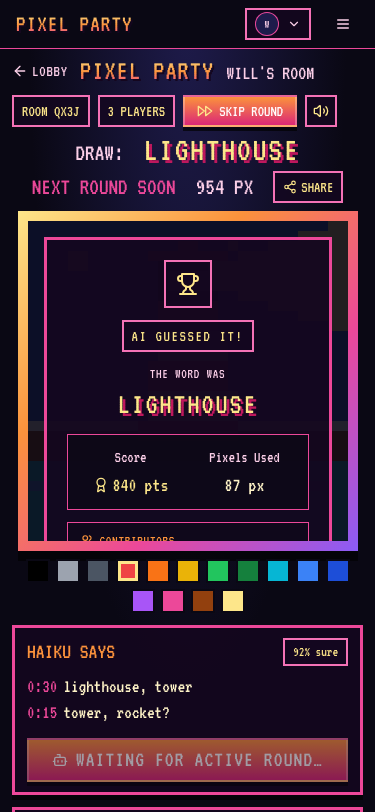 PIXEL PARTY
W
LOBBY PIXEL PARTY WILL'S ROOM
ROOM QX3J 3 PLAYERS SKIP ROUND
DRAW: LIGHTHOUSE
NEXT ROUND SOON 954 PX SHARE
AI GUESSED IT!
THE WORD WAS
LIGHTHOUSE
Score Pixels Used
840 pts 87 px
CONTRIBUTORS
HAIKU SAYS 92% sure
0:30 lighthouse, tower
0:15 tower, rocket?
WAITING FOR ACTIVE ROUND…